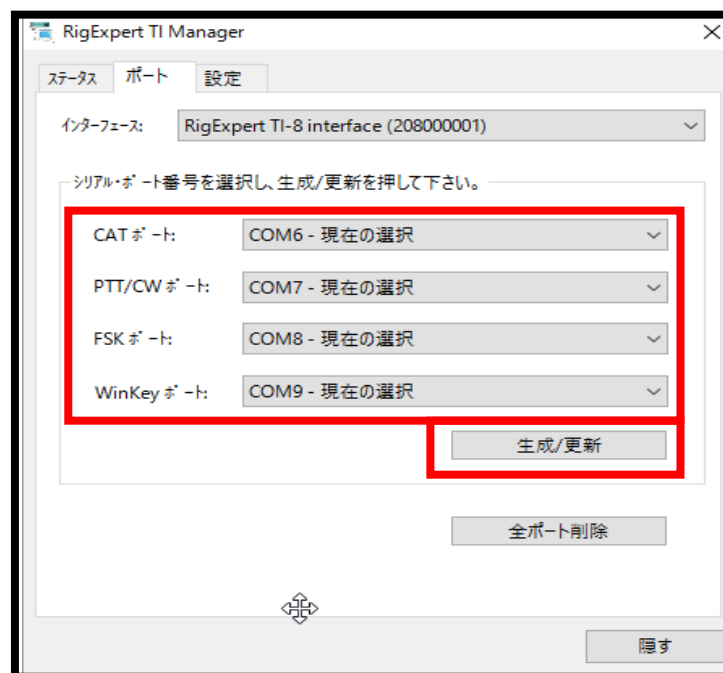 RigExpert TI Manager
ステータス ポート 設定
インターフェース: RigExpert TI-8 interface (208000001)
シリアル・ポート番号を選択し、生成/更新を押して下さい。
CAT ポート: COM6 - 現在の選択
PTT/CW ポート: COM7 - 現在の選択
FSK ポート: COM8 - 現在の選択
WinKey ポート: COM9 - 現在の選択
生成/更新
全ポート削除
隠す